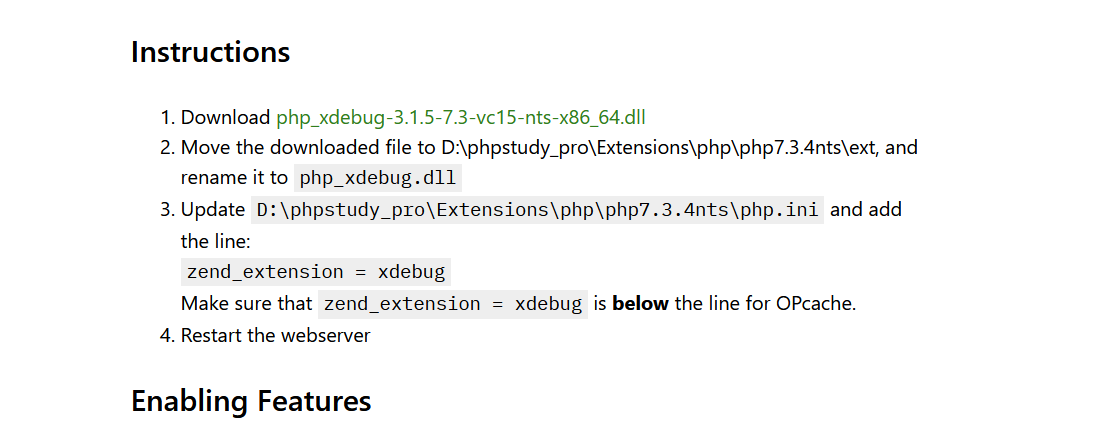 Instructions
1. Download php_xdebug-3.1.5-7.3-vc15-nts-x86_64.dll
2. Move the downloaded file to D:\phpstudy_pro\Extensions\php\php7.3.4nts\ext, and
rename it to php_xdebug.dll
3. Update D:\phpstudy_pro\Extensions\php\php7.3.4nts\php.ini and add
the line:
zend_extension = xdebug
Make sure that zend_extension = xdebug is below the line for OPcache.
4. Restart the webserver
Enabling Features